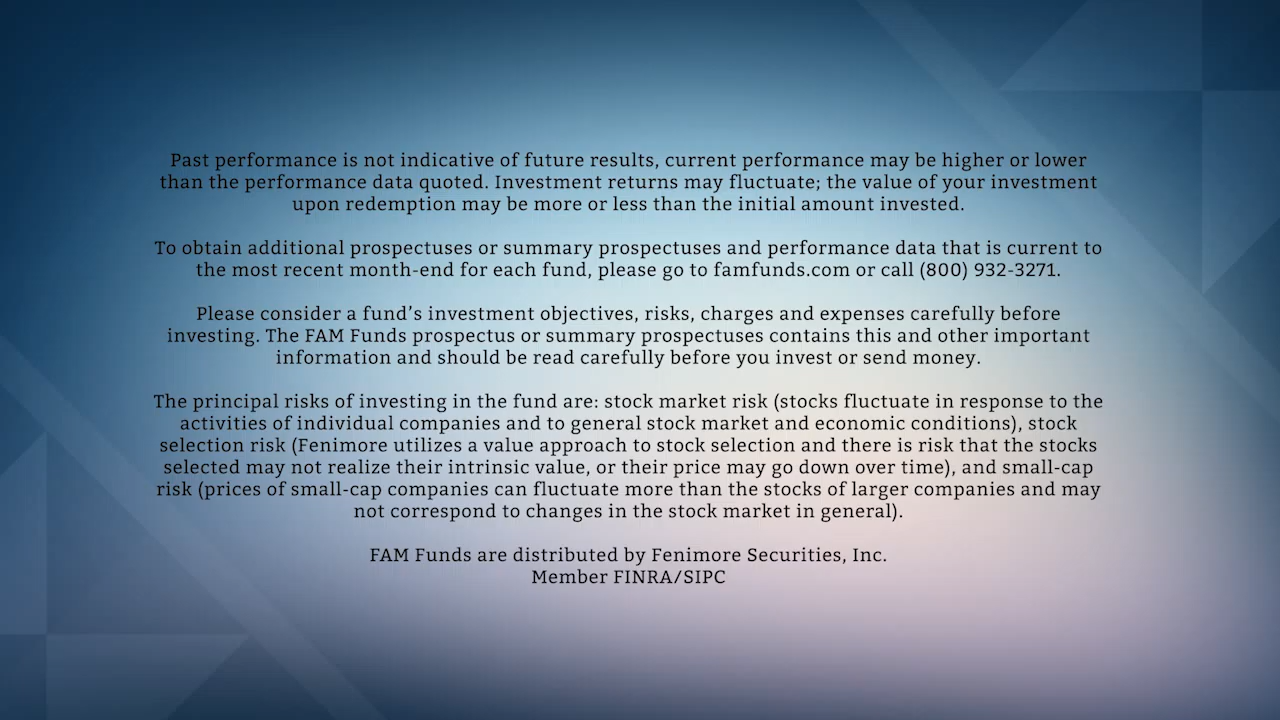 Past performance is not indicative of future results, current performance may be higher or lower
than the performance data quoted. Investment returns may fluctuate; the value of your investment
upon redemption may be more or less than the initial amount invested.
To obtain additional prospectuses or summary prospectuses and performance data that is current to
the most recent month-end for each fund, please go to famfunds.com or call (800) 932-3271.
Please consider a fund's investment objectives, risks, charges and expenses carefully before
investing. The FAM Funds prospectus or summary prospectuses contains this and other important
information and should be read carefully before you invest or send money.
The principal risks of investing in the fund are: stock market risk (stocks fluctuate in response to the
activities of individual companies and to general stock market and economic conditions), stock
selection risk (Fenimore utilizes a value approach to stock selection and there is risk that the stocks
selected may not realize their intrinsic value, or their price may go down over time), and small-cap
risk (prices of small-cap companies can fluctuate more than the stocks of larger companies and may
not correspond to changes in the stock market in general).
FAM Funds are distributed by Fenimore Securities, Inc.
Member FINRA/SIPC